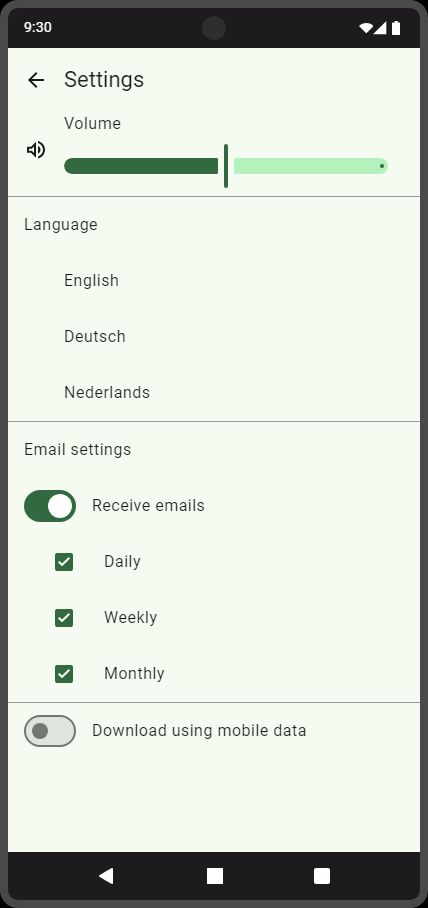 9:30
Settings
Volume
Language
English
Deutsch
Nederlands
Email settings
Receive emails
Daily
Weekly
Monthly
Download using mobile data